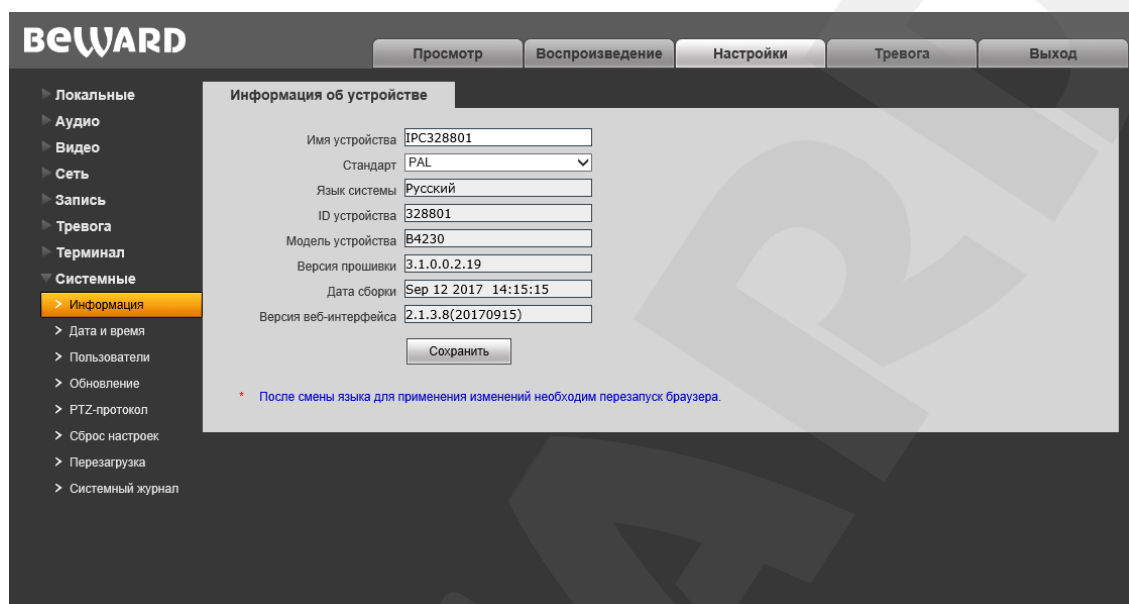 BEWARD
Просмотр Воспроизведение Настройки Тревога Выход
Локальные
Аудио
Видео
Сеть
Запись
Тревога
Терминал
Системные
Информация
Дата и время
Пользователи
Обновление
PTZ-протокол
Сброс настроек
Перезагрузка
Системный журнал
Информация об устройстве
Имя устройства IPC328801
Стандарт PAL
Язык системы Русский
ID устройства 328801
Модель устройства B4230
Версия прошивки 3.1.0.0.2.19
Дата сборки Sep 12 2017 14:15:15
Версия веб-интерфейса 2.1.3.8(20170915)
Сохранить
* После смены языка для применения изменений необходим перезапуск браузера.